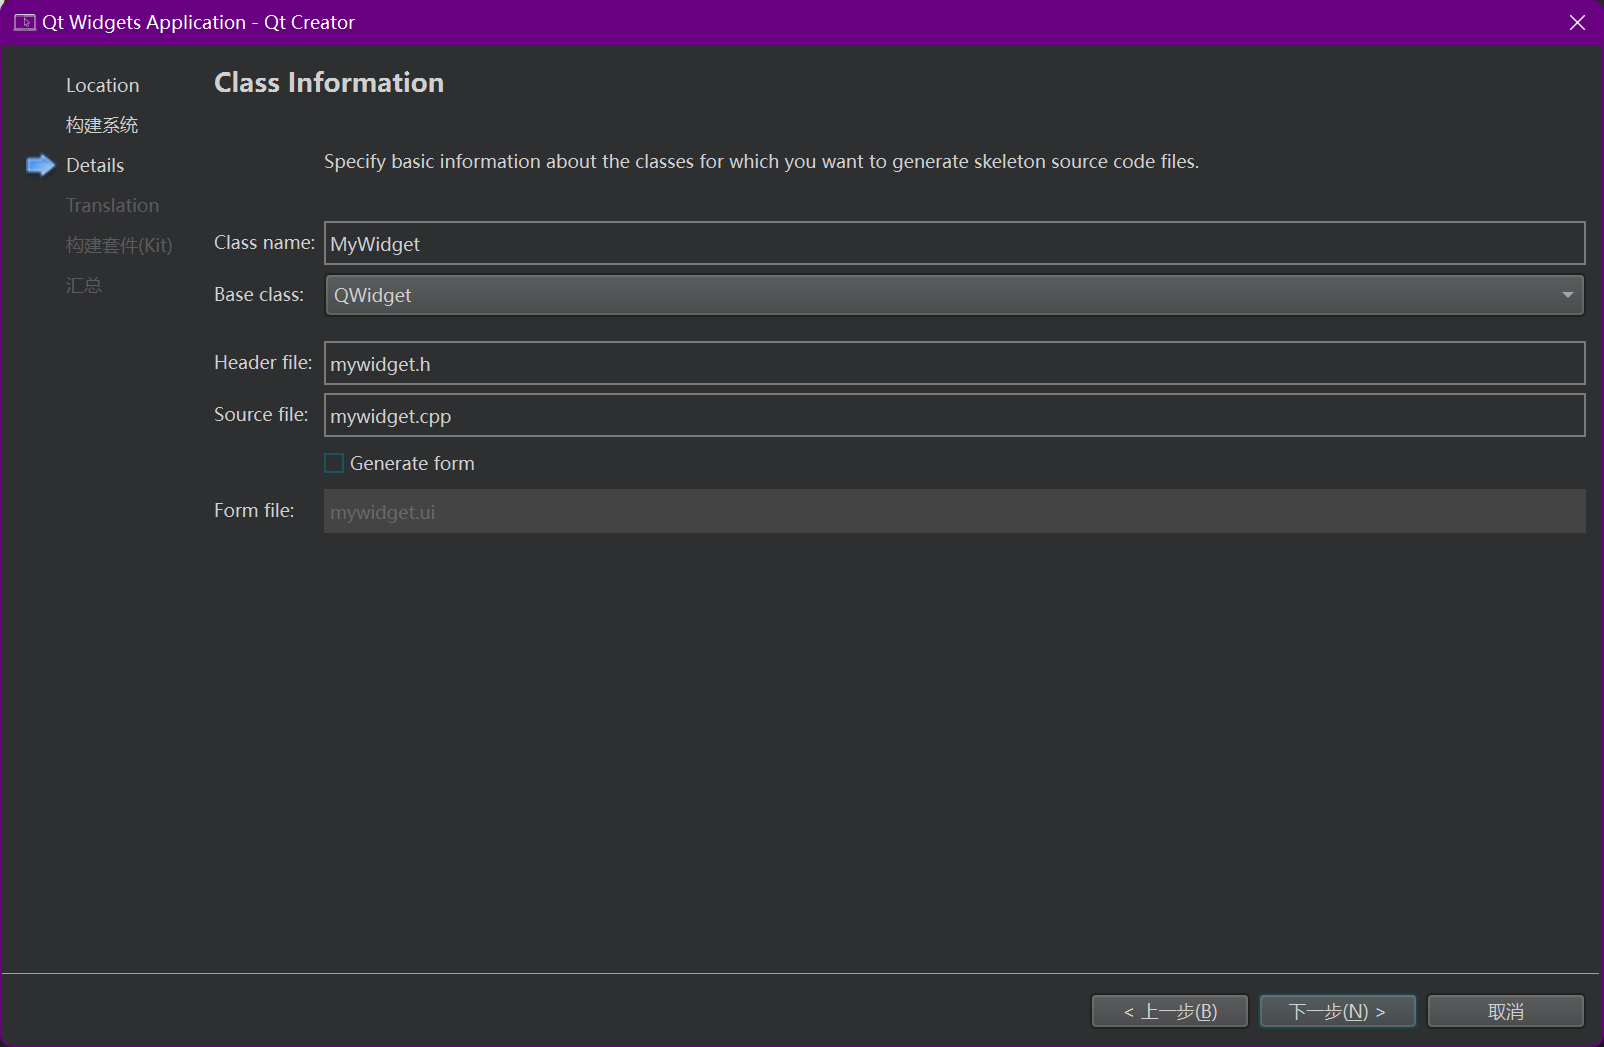 Qt Widgets Application - Qt Creator
Location
构建系统
Details
Translation
构建套件(Kit)
汇总
Class Information
Specify basic information about the classes for which you want to generate skeleton source code files.
Class name: MyWidget
Base class: QWidget
Header file: mywidget.h
Source file: mywidget.cpp
Generate form
Form file: mywidget.ui
< 上一步(B) 下一步(N) > 取消